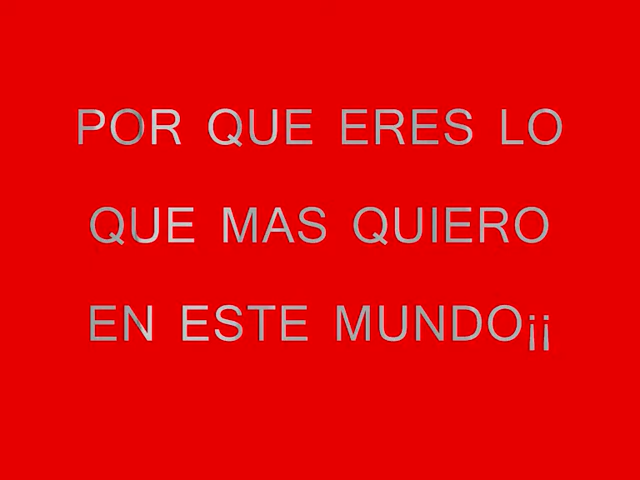 POR QUE ERES LO
QUE MAS QUIERO
EN ESTE MUNDO¡¡